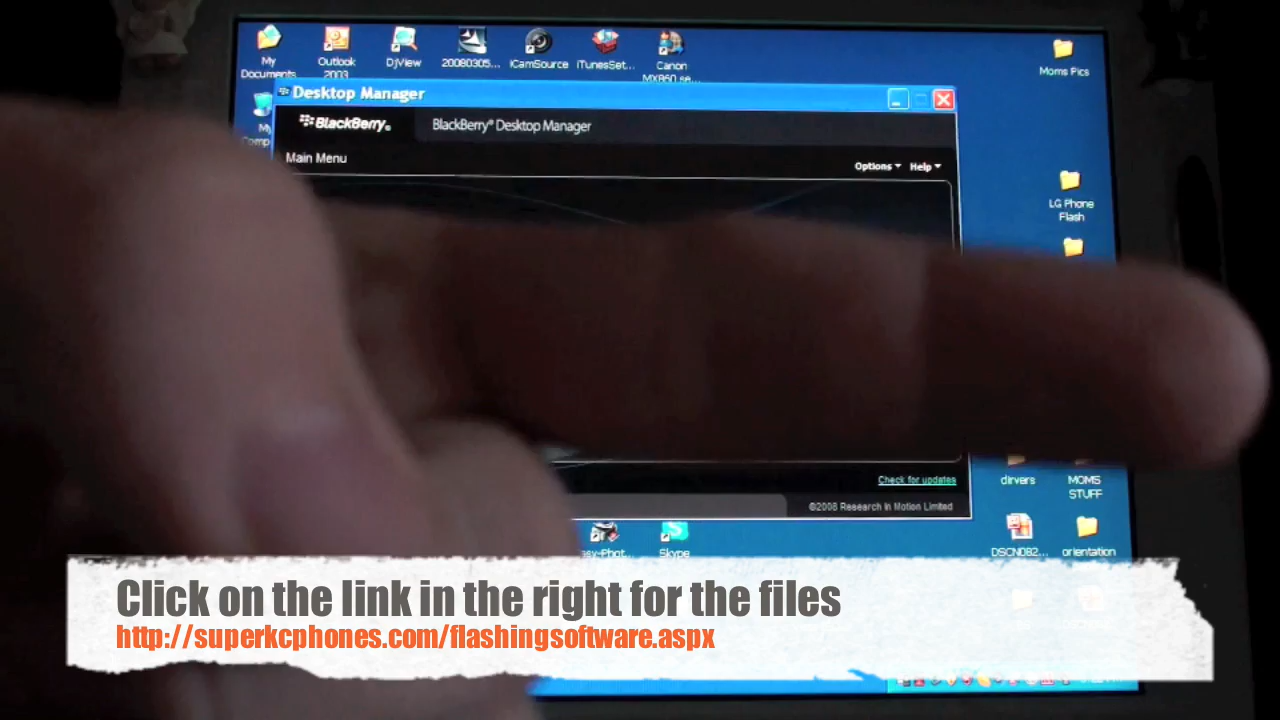 My
Documents
Outlook
2003
DjView
20080305...
iCamSource
iTunesSet...
Canon
Moms Pics
My
Desktop Manager
BlackBerry®
BlackBerry® Desktop Manager
Main Menu
Options
Help
LG Phone
Flash
Check for updates
©2008 Research In Motion Limited
dirvers
MOMS
STUFF
Skype
DSCN082...
orientation
Click on the link in the right for the files
http://superkcphones.com/flashingsoftware.aspx